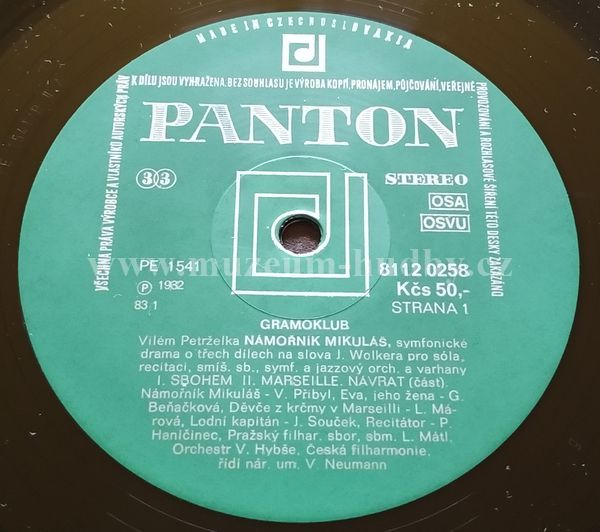 MADE IN CZECHOSLOVAKIA
VŠECHNA PRÁVA VÝROBCE A VLASTNÍKŮ AUTORSKÝCH PRÁV
K DÍLU JSOU VYHRAŽENA. BEZ SOUHLASU JE VÝROBA KOPIÍ, PRONÁJEM, PŮJČOVÁNÍ, VEŘEJNÉ
PROVOZOVÁNÍ A ROZHLASOVÉ ŠÍŘENÍ TÉTO DESKY ZAKÁZÁNO
PANTON
33
STEREO
OSA
OSVU
www.muzeum-hudby.cz
PE 1541
8112 0258
Ⓟ 1982
Kčs 50,-
83 1
STRANA 1
GRAMOKLUB
Vilém Petrželka NÁMOŘNÍK MIKULÁŠ, symfonické
drama o třech dílech na slova J. Wolkera pro sóla,
recitaci, smíš. sb., symf. a jazzový orch. a varhany
I. SBOHEM II. MARSEILLE. NÁVRAT (část).
Námořník Mikuláš - V. Přibyl, Eva, jeho žena - G.
Beňačková, Děvče z krčmy v Marseilli - L. Má-
rová, Lodní kapitán - J. Souček, Recitátor - P.
Haničinec, Pražský filhar. sbor, sbm. L. Mátl,
Orchestr V. Hybše, Česká filharmonie,
řídí nár. um. V. Neumann